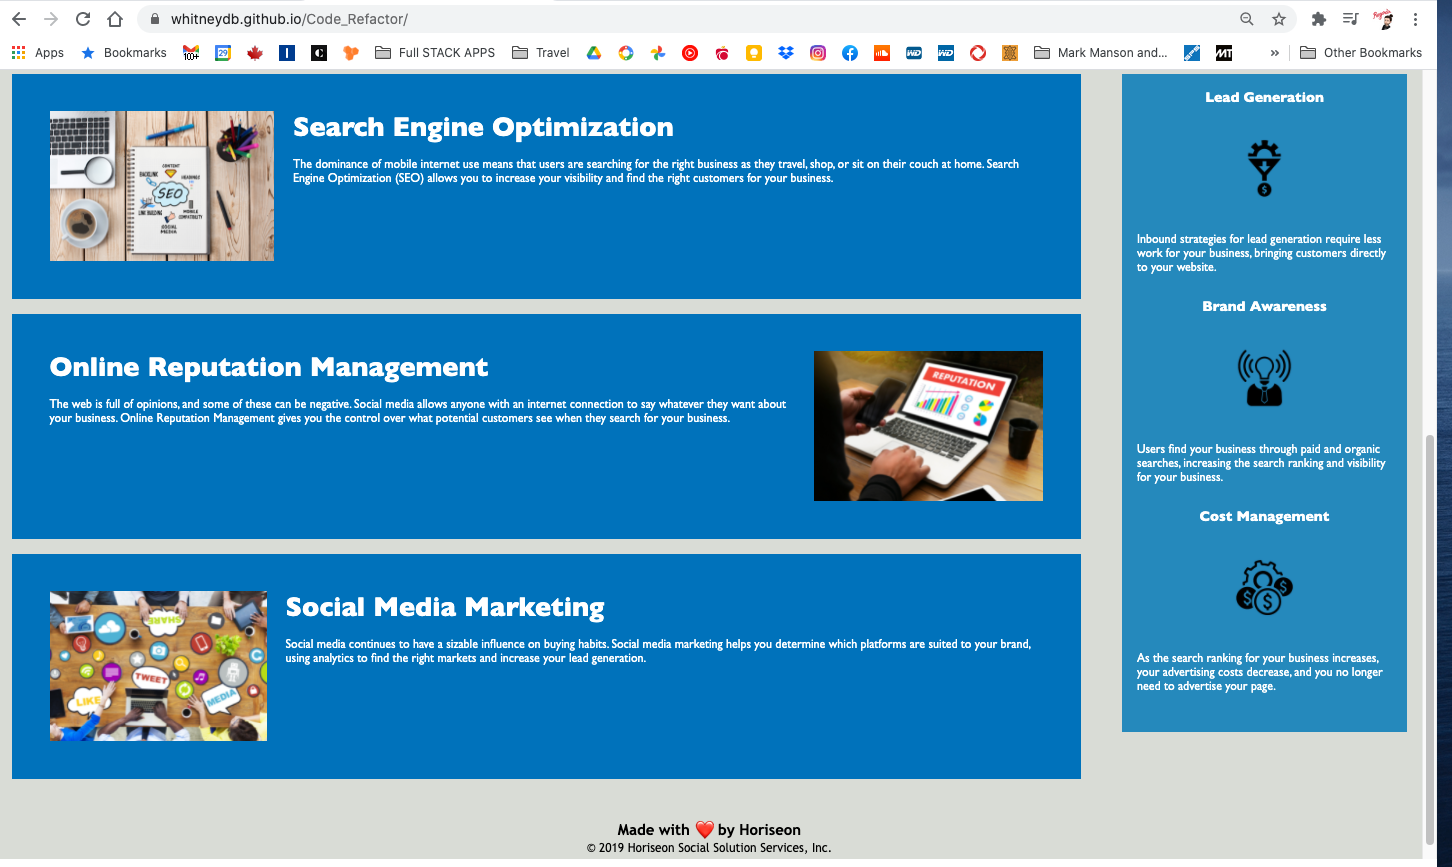 whitneydb.github.io/Code_Refactor/
Apps Bookmarks 100+ 29 Full STACK APPS Travel Mark Manson and... MT » Other Bookmarks
Search Engine Optimization
The dominance of mobile internet use means that users are searching for the right business as they travel, shop, or sit on their couch at home. Search
Engine Optimization (SEO) allows you to increase your visibility and find the right customers for your business.
CONTENT
BACKLINK
HEADINGS
SEO
LINK BUILDING
MOBILE
COMPATIBILITY
SOCIAL
MEDIA
Online Reputation Management
The web is full of opinions, and some of these can be negative. Social media allows anyone with an internet connection to say whatever they want about
your business. Online Reputation Management gives you the control over what potential customers see when they search for your business.
REPUTATION
SHARE
TWEET
LIKE
MEDIA
Social Media Marketing
Social media continues to have a sizable influence on buying habits. Social media marketing helps you determine which platforms are suited to your brand,
using analytics to find the right markets and increase your lead generation.
Lead Generation
Inbound strategies for lead generation require less
work for your business, bringing customers directly
to your website.
Brand Awareness
Users find your business through paid and organic
searches, increasing the search ranking and visibility
for your business.
Cost Management
As the search ranking for your business increases,
your advertising costs decrease, and you no longer
need to advertise your page.
Made with ❤️ by Horiseon
© 2019 Horiseon Social Solution Services, Inc.